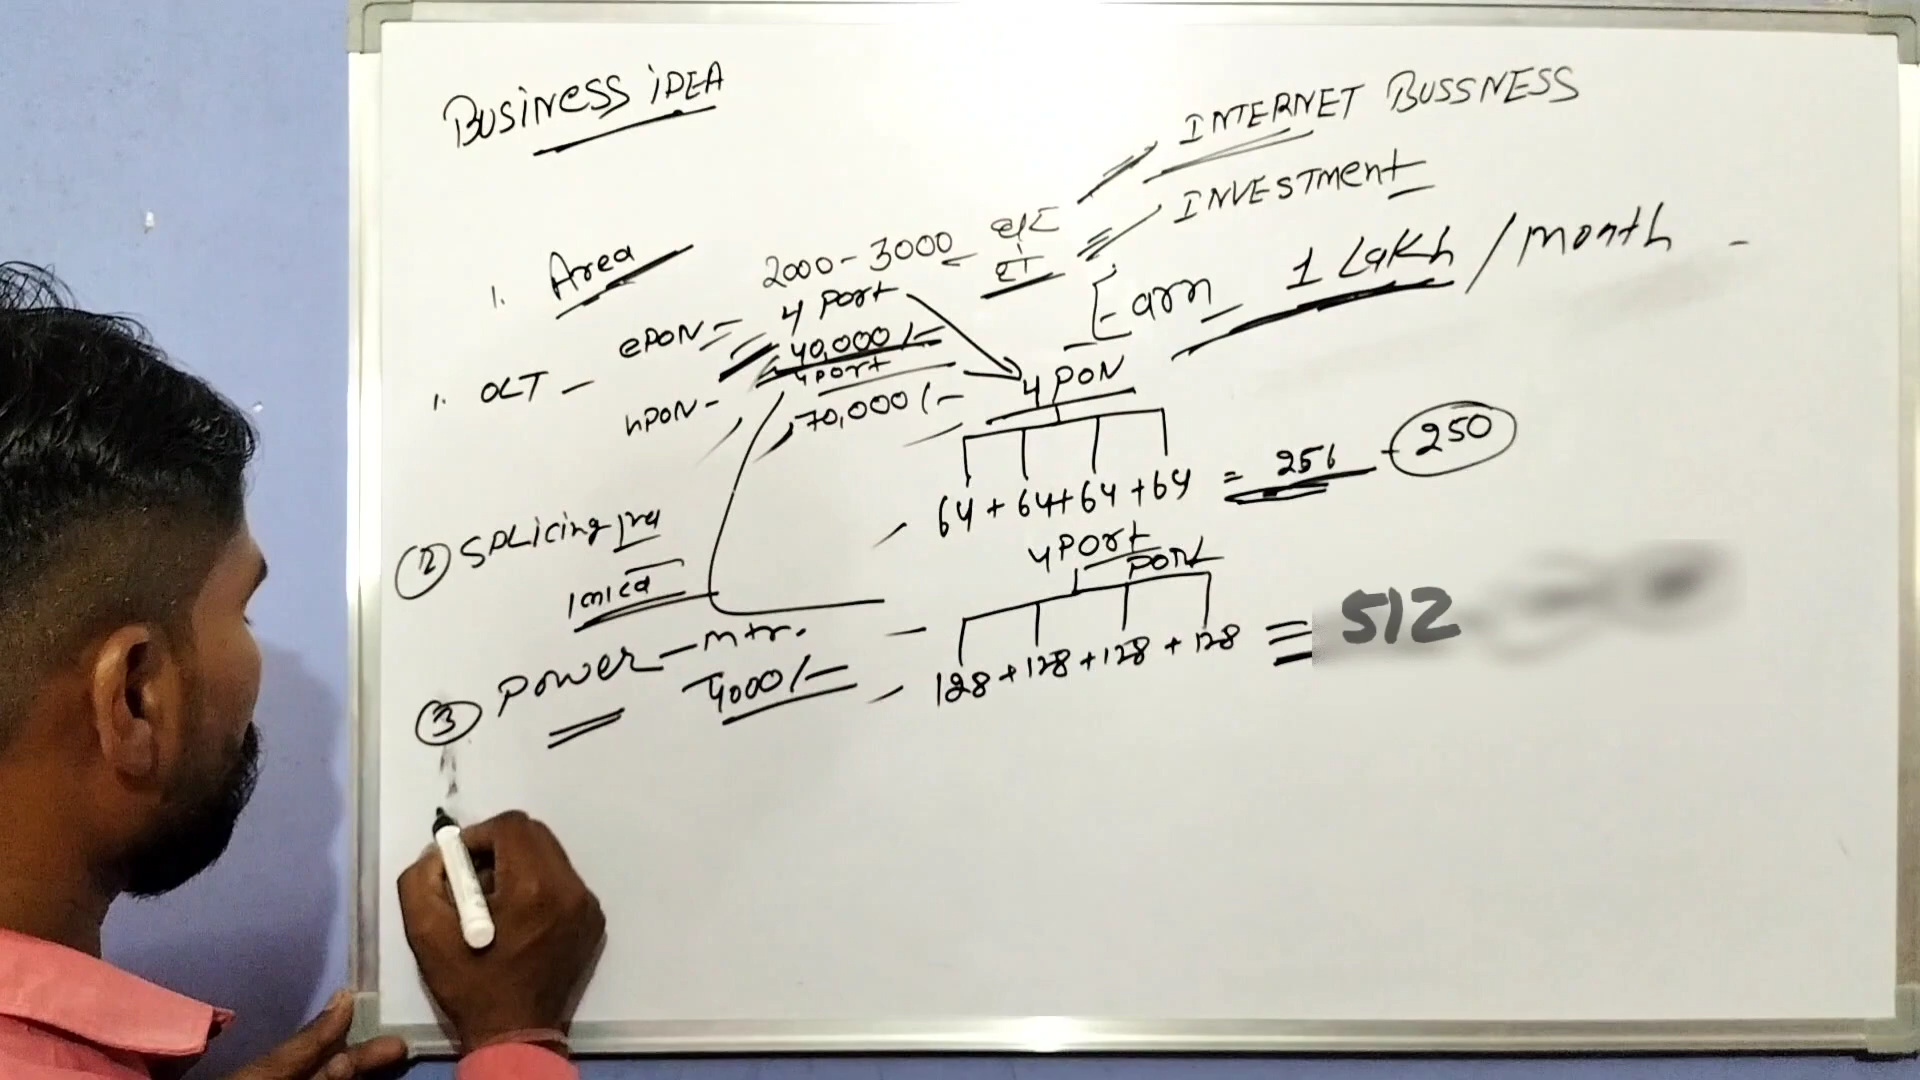 BUSINESS iDEA
INTERNET BUSSNESS
INVESTMENT
1. Area
2000 - 3000
Earn 1 Lakh / month -
ePON =
4 Port
40,000/-
1. OLT -
4 port
4 PON
70,000/-
250
64 + 64 + 64 + 64 = 256 -
② SPLicing
4 PORT
PON
③ Power - mtr.
4000/-
128 + 128 + 128 + 128 = 512